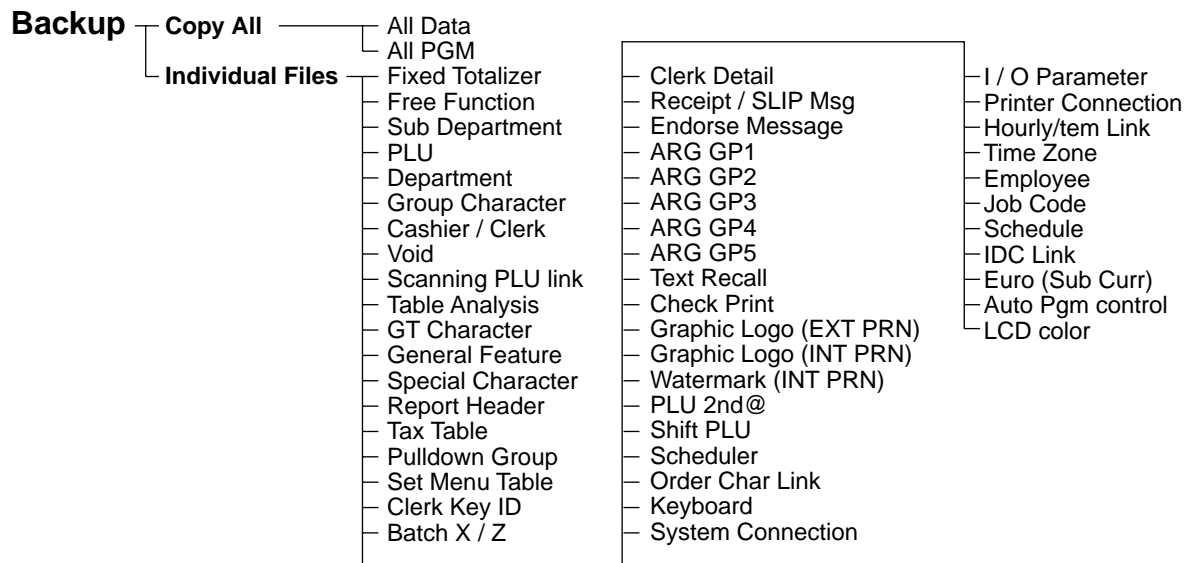 Backup
Copy All
All Data
All PGM
Individual Files
Fixed Totalizer
Free Function
Sub Department
PLU
Department
Group Character
Cashier / Clerk
Void
Scanning PLU link
Table Analysis
GT Character
General Feature
Special Character
Report Header
Tax Table
Pulldown Group
Set Menu Table
Clerk Key ID
Batch X / Z
Clerk Detail
Receipt / SLIP Msg
Endorse Message
ARG GP1
ARG GP2
ARG GP3
ARG GP4
ARG GP5
Text Recall
Check Print
Graphic Logo (EXT PRN)
Graphic Logo (INT PRN)
Watermark (INT PRN)
PLU 2nd@
Shift PLU
Scheduler
Order Char Link
Keyboard
System Connection
I / O Parameter
Printer Connection
Hourly/tem Link
Time Zone
Employee
Job Code
Schedule
IDC Link
Euro (Sub Curr)
Auto Pgm control
LCD color